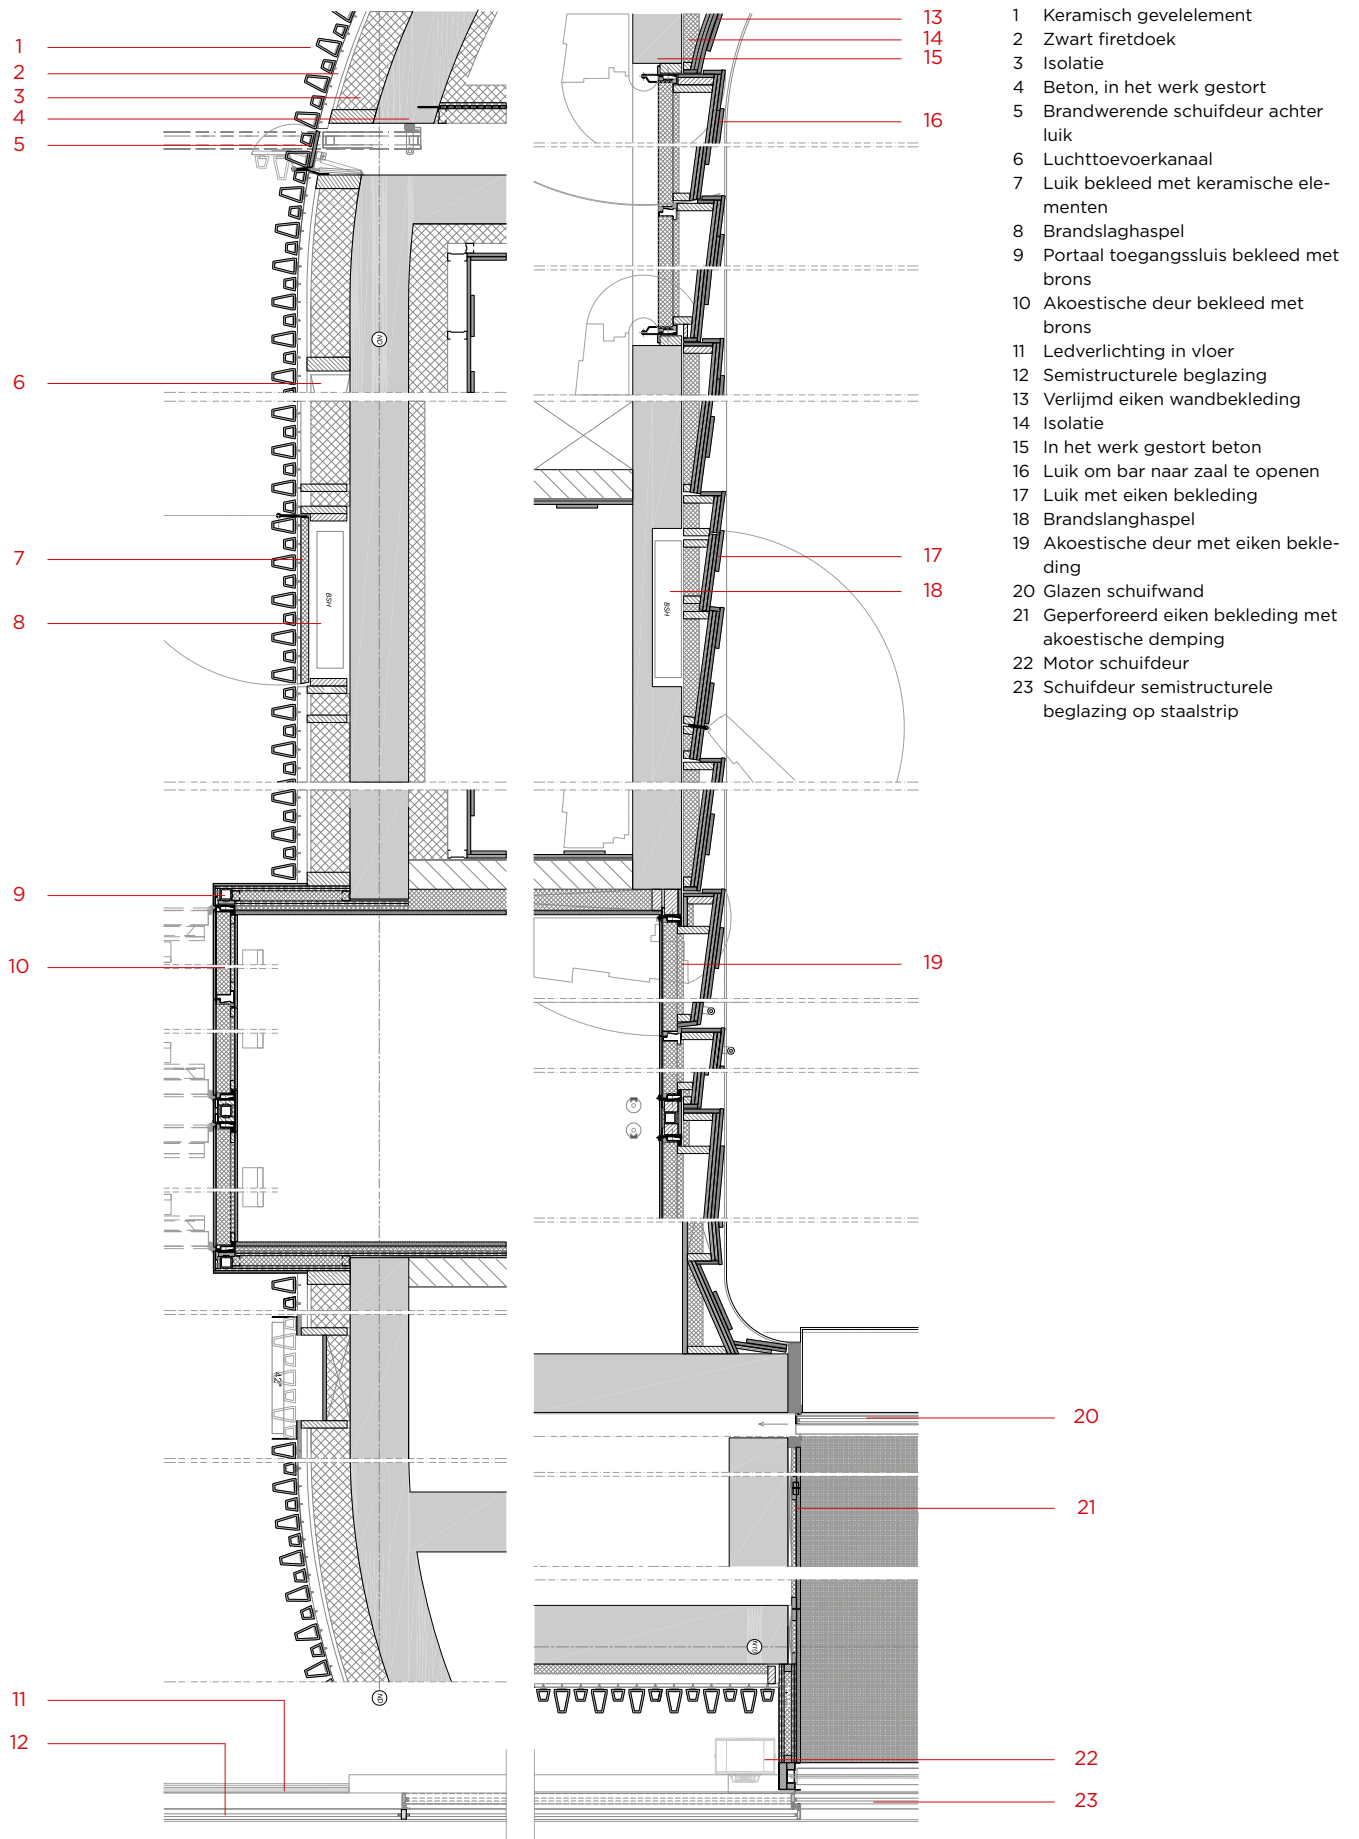 1 Keramisch gevelelement
2 Zwart firetdoek
3 Isolatie
4 Beton, in het werk gestort
5 Brandwerende schuifdeur achter
luik
6 Luchttoevoerkanaal
7 Luik bekleed met keramische ele-
menten
8 Brandslaghaspel
9 Portaal toegangssluis bekleed met
brons
10 Akoestische deur bekleed met
brons
11 Ledverlichting in vloer
12 Semistructurele beglazing
13 Verlijmd eiken wandbekleding
14 Isolatie
15 In het werk gestort beton
16 Luik om bar naar zaal te openen
17 Luik met eiken bekleding
18 Brandslanghaspel
19 Akoestische deur met eiken bekle-
ding
20 Glazen schuifwand
21 Geperforeerd eiken bekleding met
akoestische demping
22 Motor schuifdeur
23 Schuifdeur semistructurele
beglazing op staalstrip
1
2
3
4
5
6
7
8
9
10
11
12
13
14
15
16
17
18
19
20
21
22
23
BSH
BSH
42"